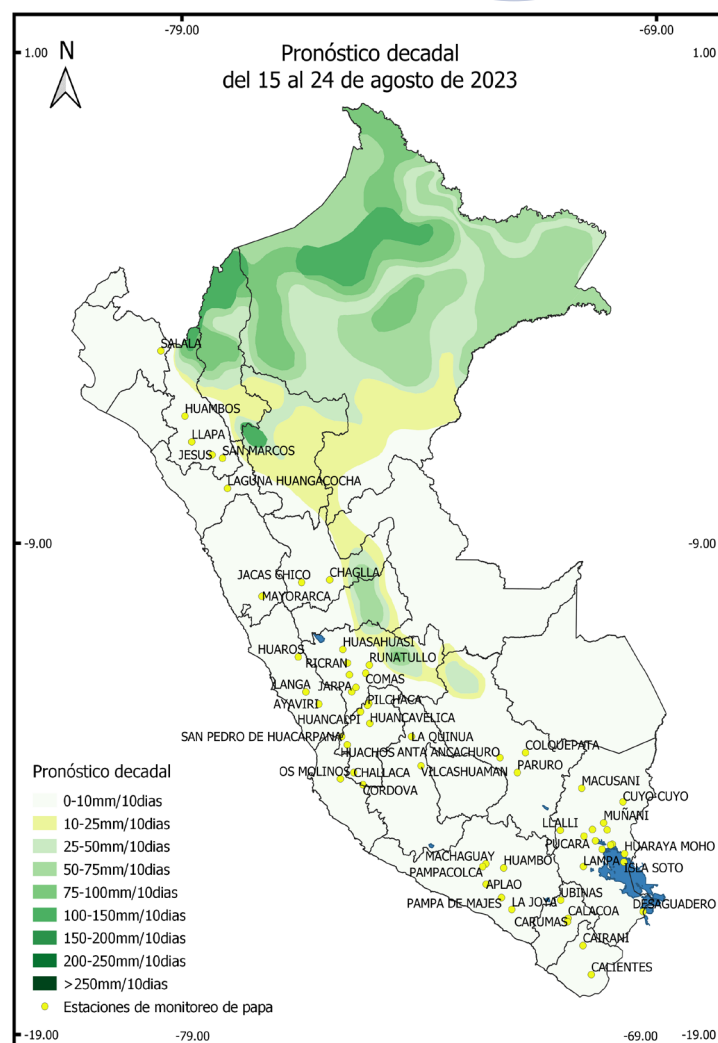 -79.00
-69.00
1.00
N
Pronóstico decadal
del 15 al 24 de agosto de 2023
1.00
SALALA
HUAMBOS
LLAPA
JESUS
SAN MARCOS
LAGUNA HUANGACOCHA
-9.00
-9.00
JACAS CHICO
CHAGLLA
MAYORARCA
HUASAHUASI
HUAROS
RICRAN
RUNATULLO
COMAS
LANGA
JARPA
AYAVIRI
PILCHACA
HUANCALPI
HUANCAVELICA
SAN PEDRO DE HUACARPANA
LA QUINUA
HUACHOS
ANTA ANCACHURO
COLQUEPATA
OS MOLINOS
CHALLACA
VILCASHUAMAN
PARURO
CORDOVA
MACUSANI
CUYO-CUYO
LLALLI
MUÑANI
PUCARA
HUARAYA MOHO
MACHAGUAY
HUAMBO
LAMPA
ISLA SOTO
PAMPACOLCA
APLAO
UBINAS
PAMPA DE MAJES
LA JOYA
DESAGUADERO
CALACOA
CARUMAS
CAIRANI
CALIENTES
Pronóstico decadal
0-10mm/10dias
10-25mm/10dias
25-50mm/10dias
50-75mm/10dias
75-100mm/10dias
100-150mm/10dias
150-200mm/10dias
200-250mm/10dias
>250mm/10dias
Estaciones de monitoreo de papa
-19.00
-79.00
-69.00
-19.00